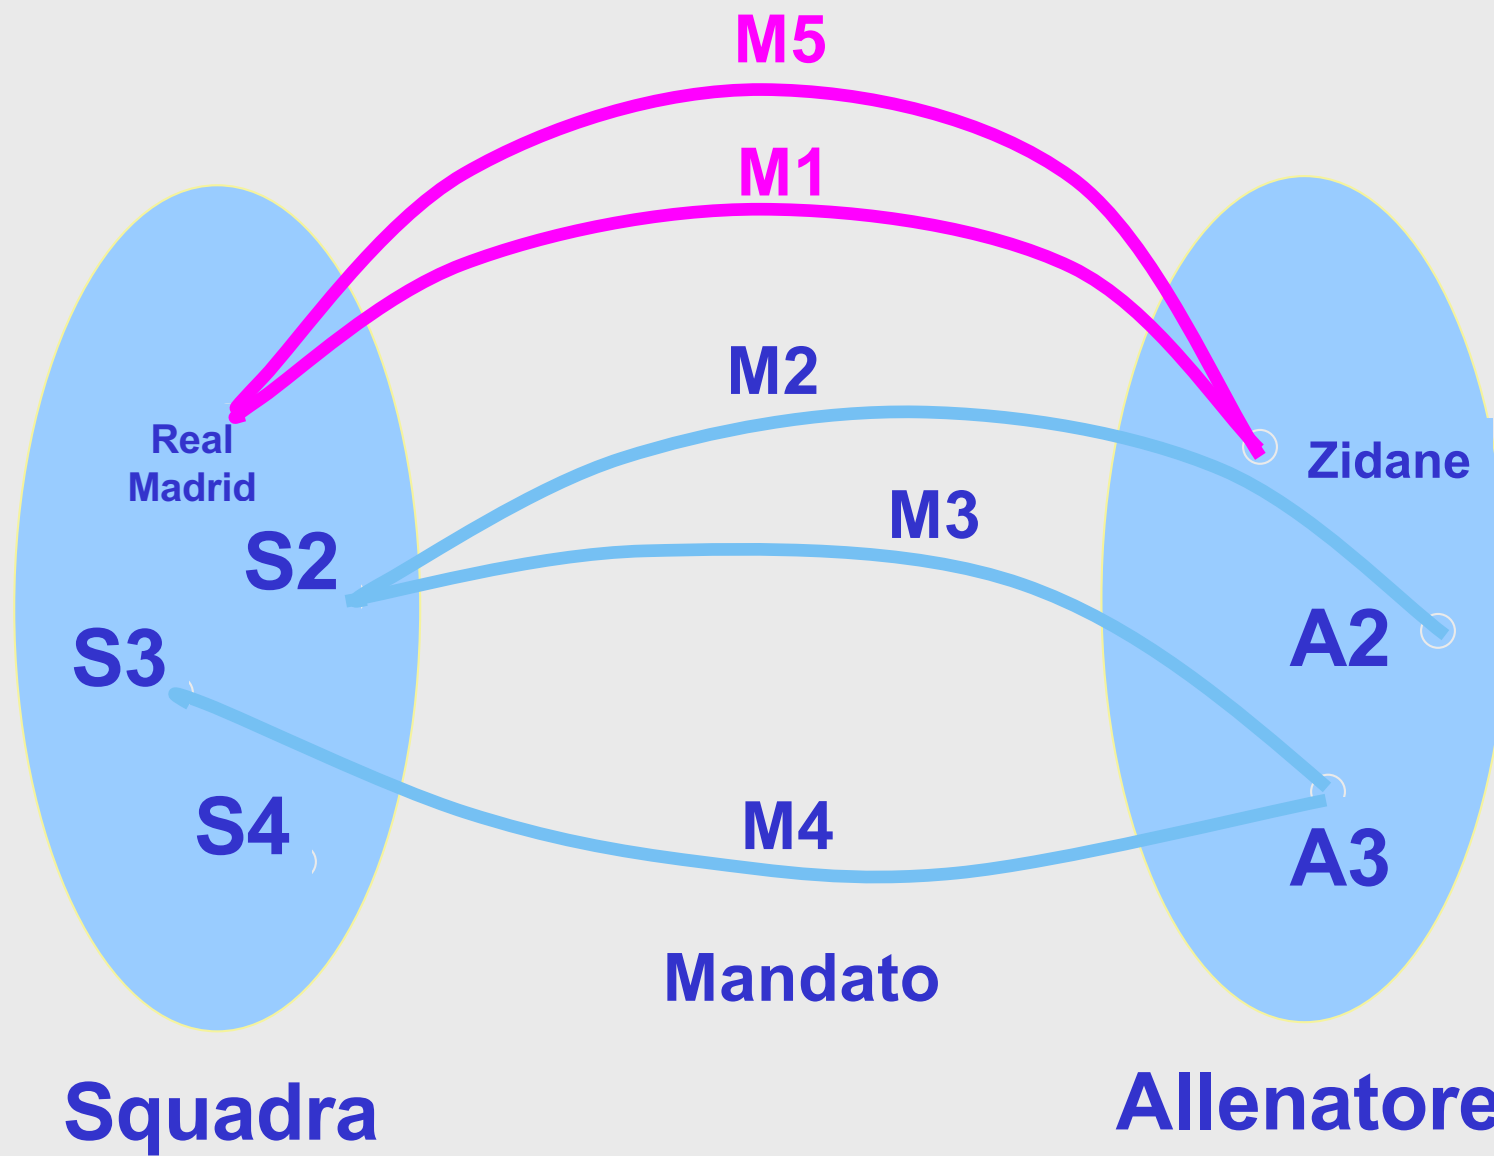 M5
M1
M2
Real
Madrid
Zidane
M3
S2
A2
S3
S4
M4
A3
Mandato
Squadra
Allenatore